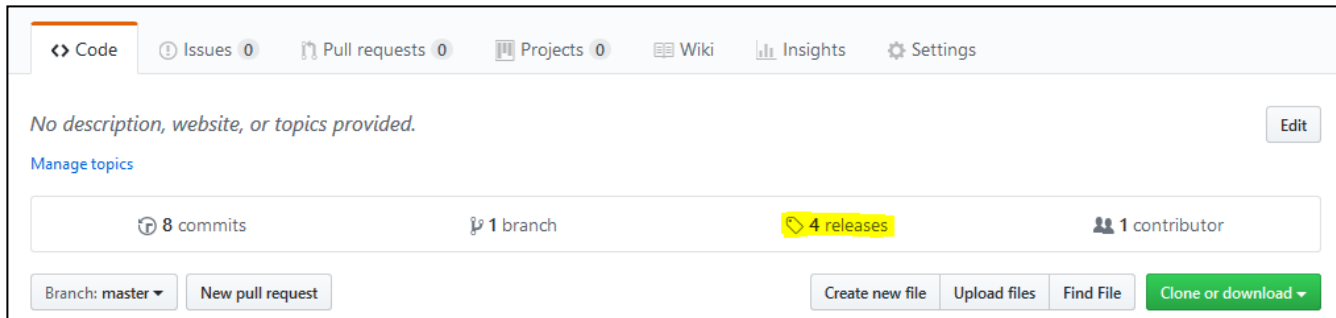 <> Code Issues 0 Pull requests 0 Projects 0 Wiki Insights Settings
No description, website, or topics provided. Edit
Manage topics
8 commits 1 branch 4 releases 1 contributor
Branch: master New pull request Create new file Upload files Find File Clone or download